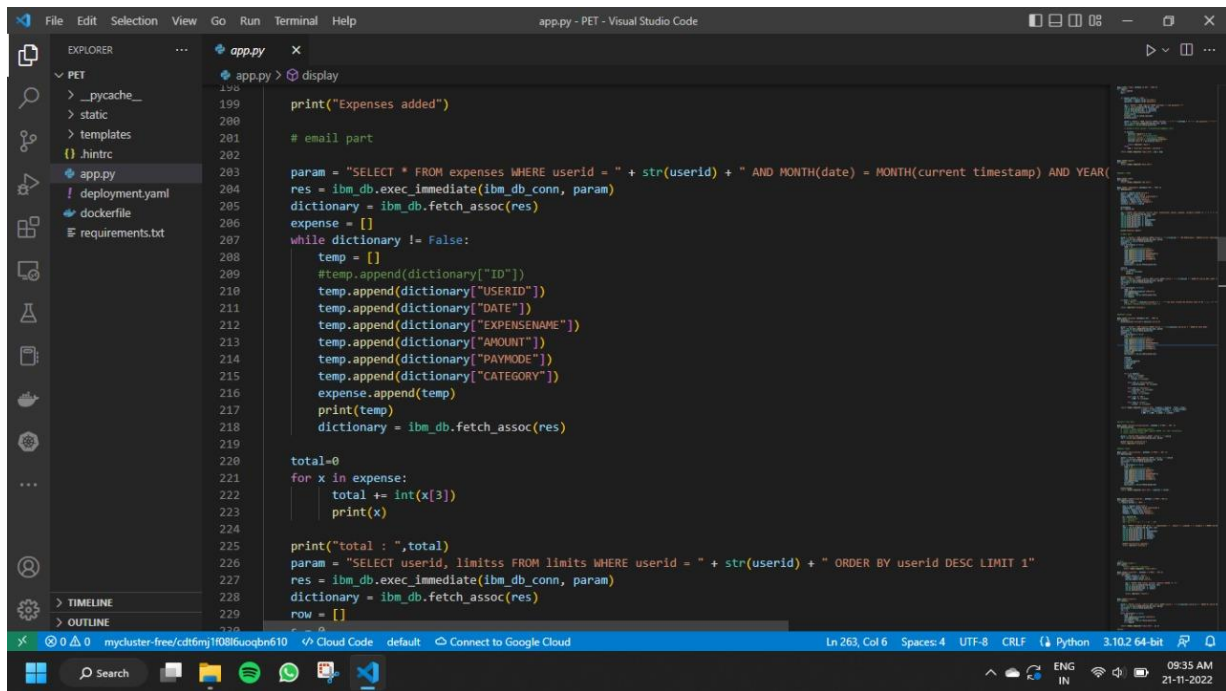 File Edit Selection View Go Run Terminal Help
app.py - PET - Visual Studio Code
EXPLORER
PET
__pycache__
static
templates
{} .hintrc
app.py
! deployment.yaml
dockerfile
requirements.txt
TIMELINE
OUTLINE
app.py
app.py > display
198
199 print("Expenses added")
200
201 # email part
202
203 param = "SELECT * FROM expenses WHERE userid = " + str(userid) + " AND MONTH(date) = MONTH(current timestamp) AND YEAR(
204 res = ibm_db.exec_immediate(ibm_db_conn, param)
205 dictionary = ibm_db.fetch_assoc(res)
206 expense = []
207 while dictionary != False:
208 temp = []
209 #temp.append(dictionary["ID"])
210 temp.append(dictionary["USERID"])
211 temp.append(dictionary["DATE"])
212 temp.append(dictionary["EXPENSENAME"])
213 temp.append(dictionary["AMOUNT"])
214 temp.append(dictionary["PAYMODE"])
215 temp.append(dictionary["CATEGORY"])
216 expense.append(temp)
217 print(temp)
218 dictionary = ibm_db.fetch_assoc(res)
219
220 total=0
221 for x in expense:
222 total += int(x[3])
223 print(x)
224
225 print("total : ",total)
226 param = "SELECT userid, limitss FROM limits WHERE userid = " + str(userid) + " ORDER BY userid DESC LIMIT 1"
227 res = ibm_db.exec_immediate(ibm_db_conn, param)
228 dictionary = ibm_db.fetch_assoc(res)
229 row = []
0 0 mycluster-free/cdt6mj1f08l6uoqbn610 Cloud Code default Connect to Google Cloud Ln 263, Col 6 Spaces: 4 UTF-8 CRLF Python 3.10.2 64-bit
Search
ENG
IN
09:35 AM
21-11-2022